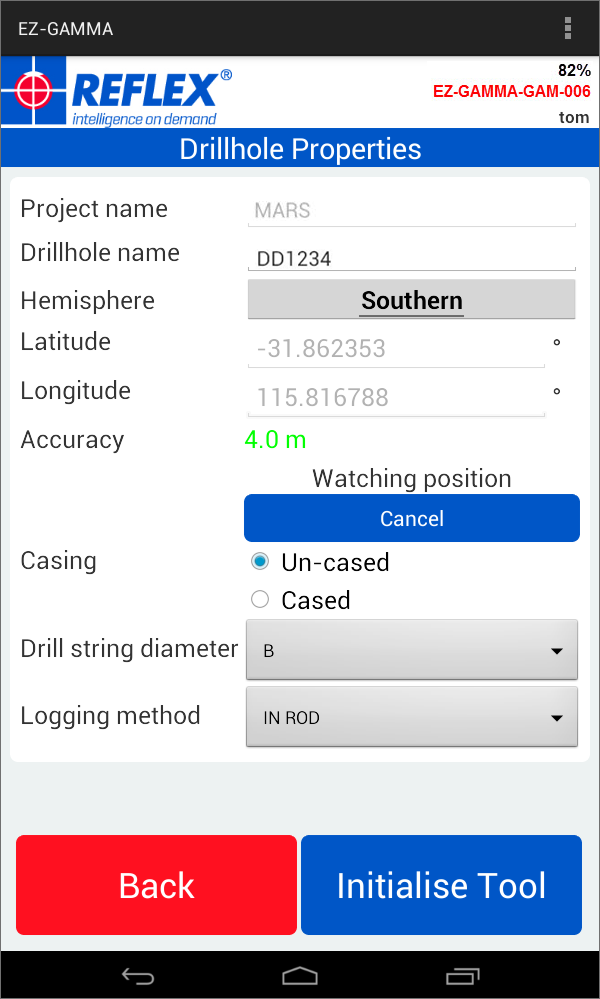 EZ-GAMMA
82%
REFLEX®
EZ-GAMMA-GAM-006
intelligence on demand
tom
Drillhole Properties
Project name MARS
Drillhole name DD1234
Hemisphere Southern
Latitude -31.862353 °
Longitude 115.816788 °
Accuracy 4.0 m
Watching position
Cancel
Casing Un-cased
Cased
Drill string diameter B
Logging method IN ROD
Back Initialise Tool